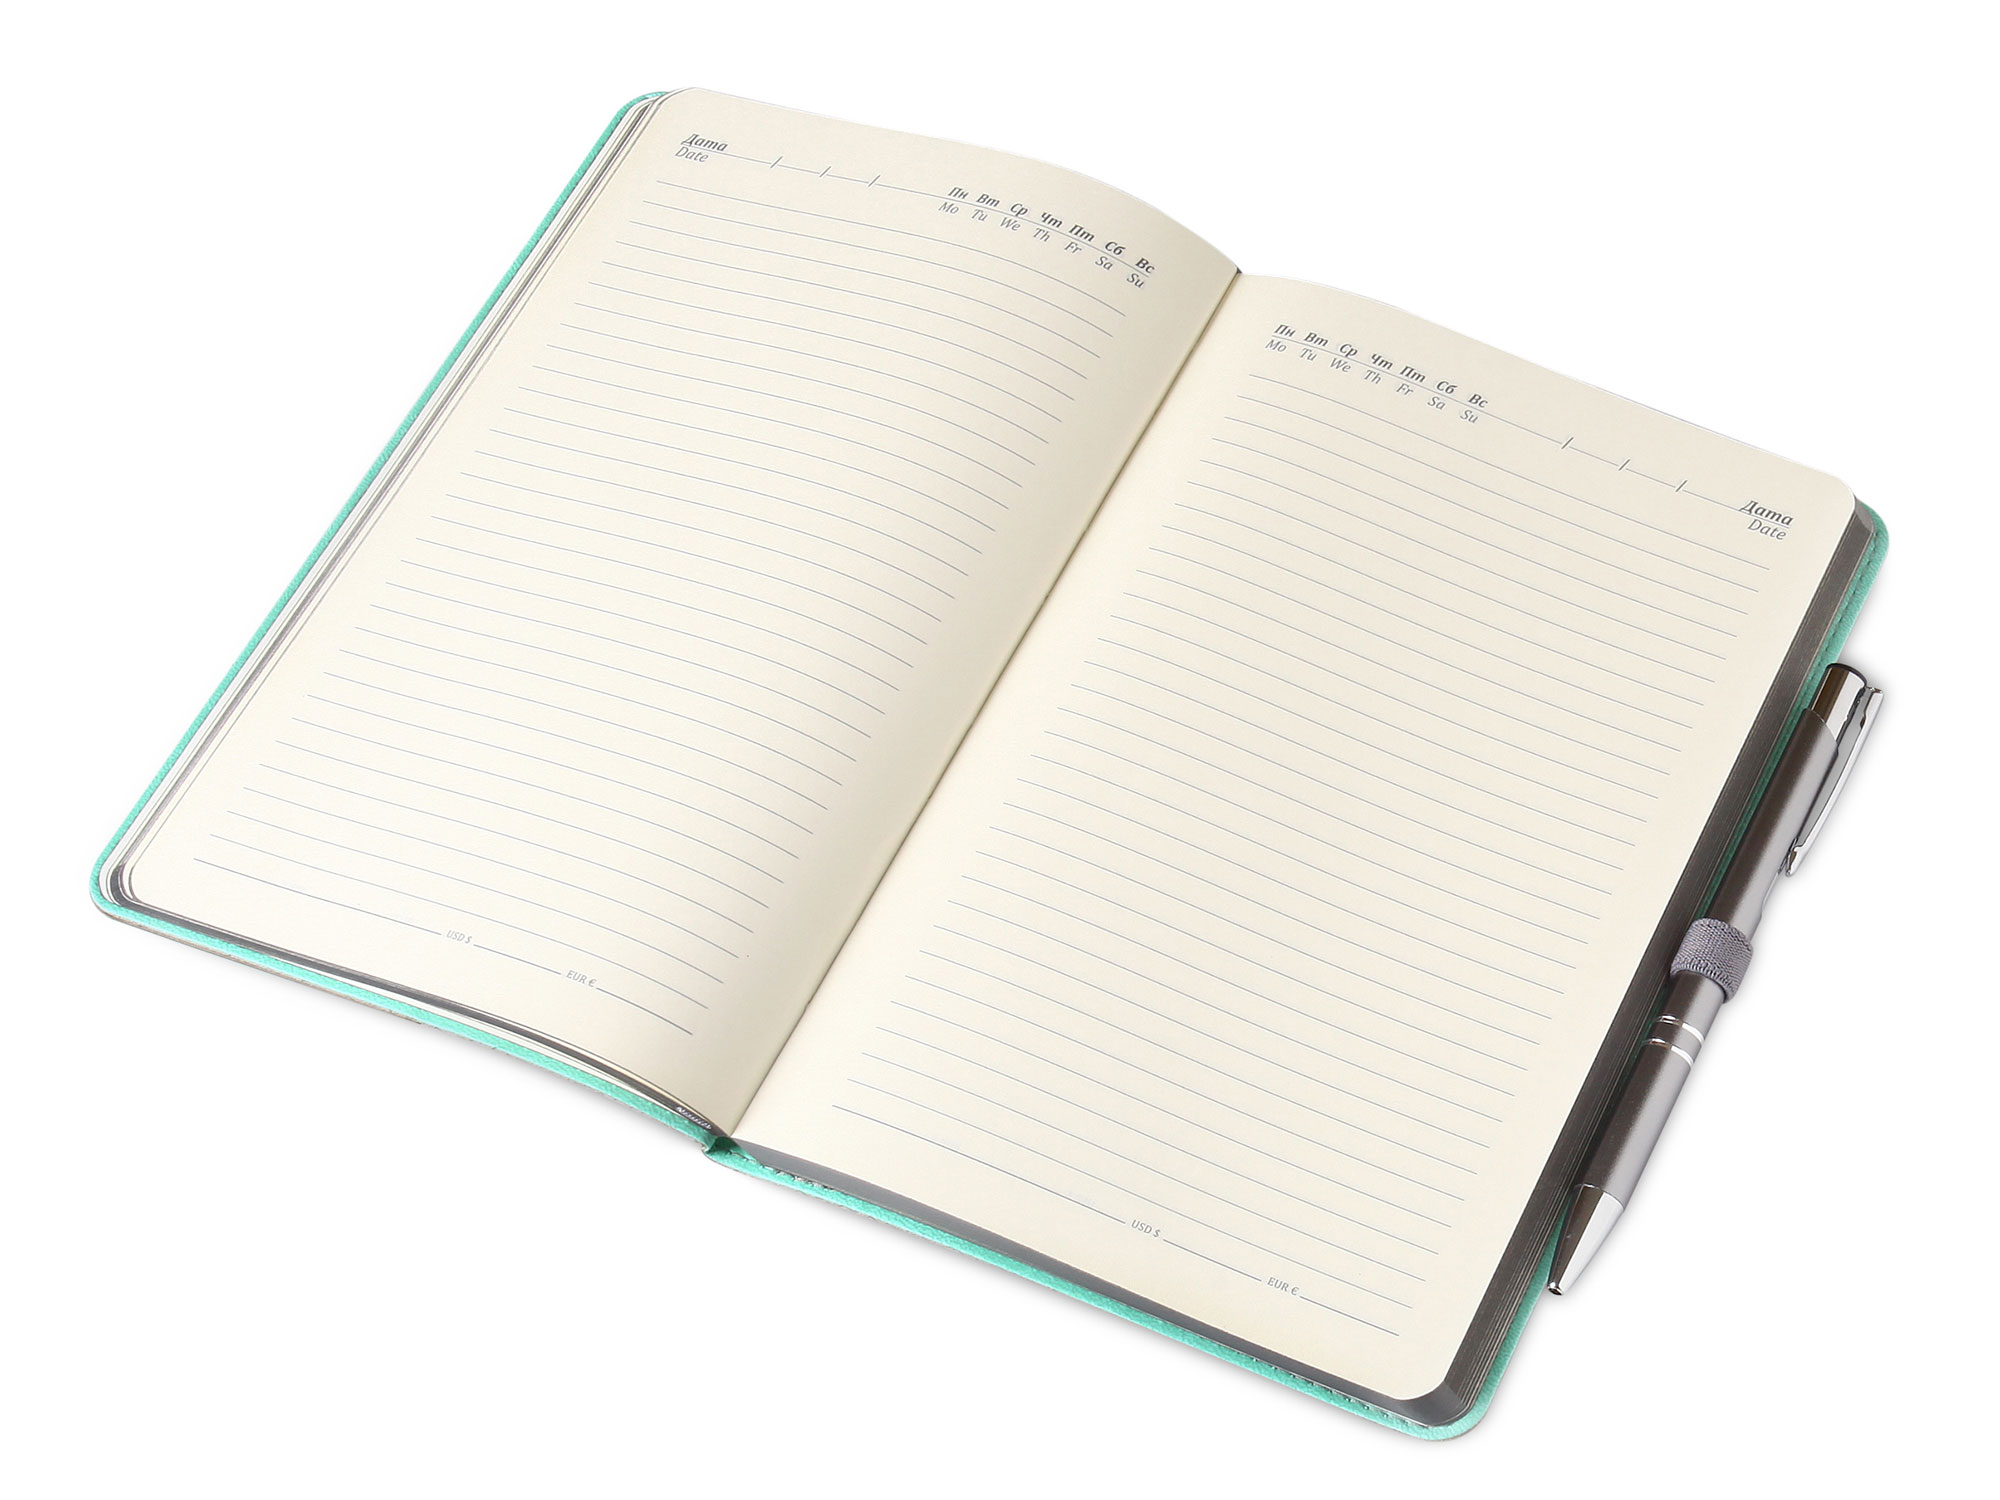 Дата
Date
Пн Вт Ср Чт Пт Сб Вс
Mo Tu We Th Fr Sa Su
USD $
EUR €
Пн Вт Ср Чт Пт Сб Вс
Mo Tu We Th Fr Sa Su
Дата
Date
USD $
EUR €